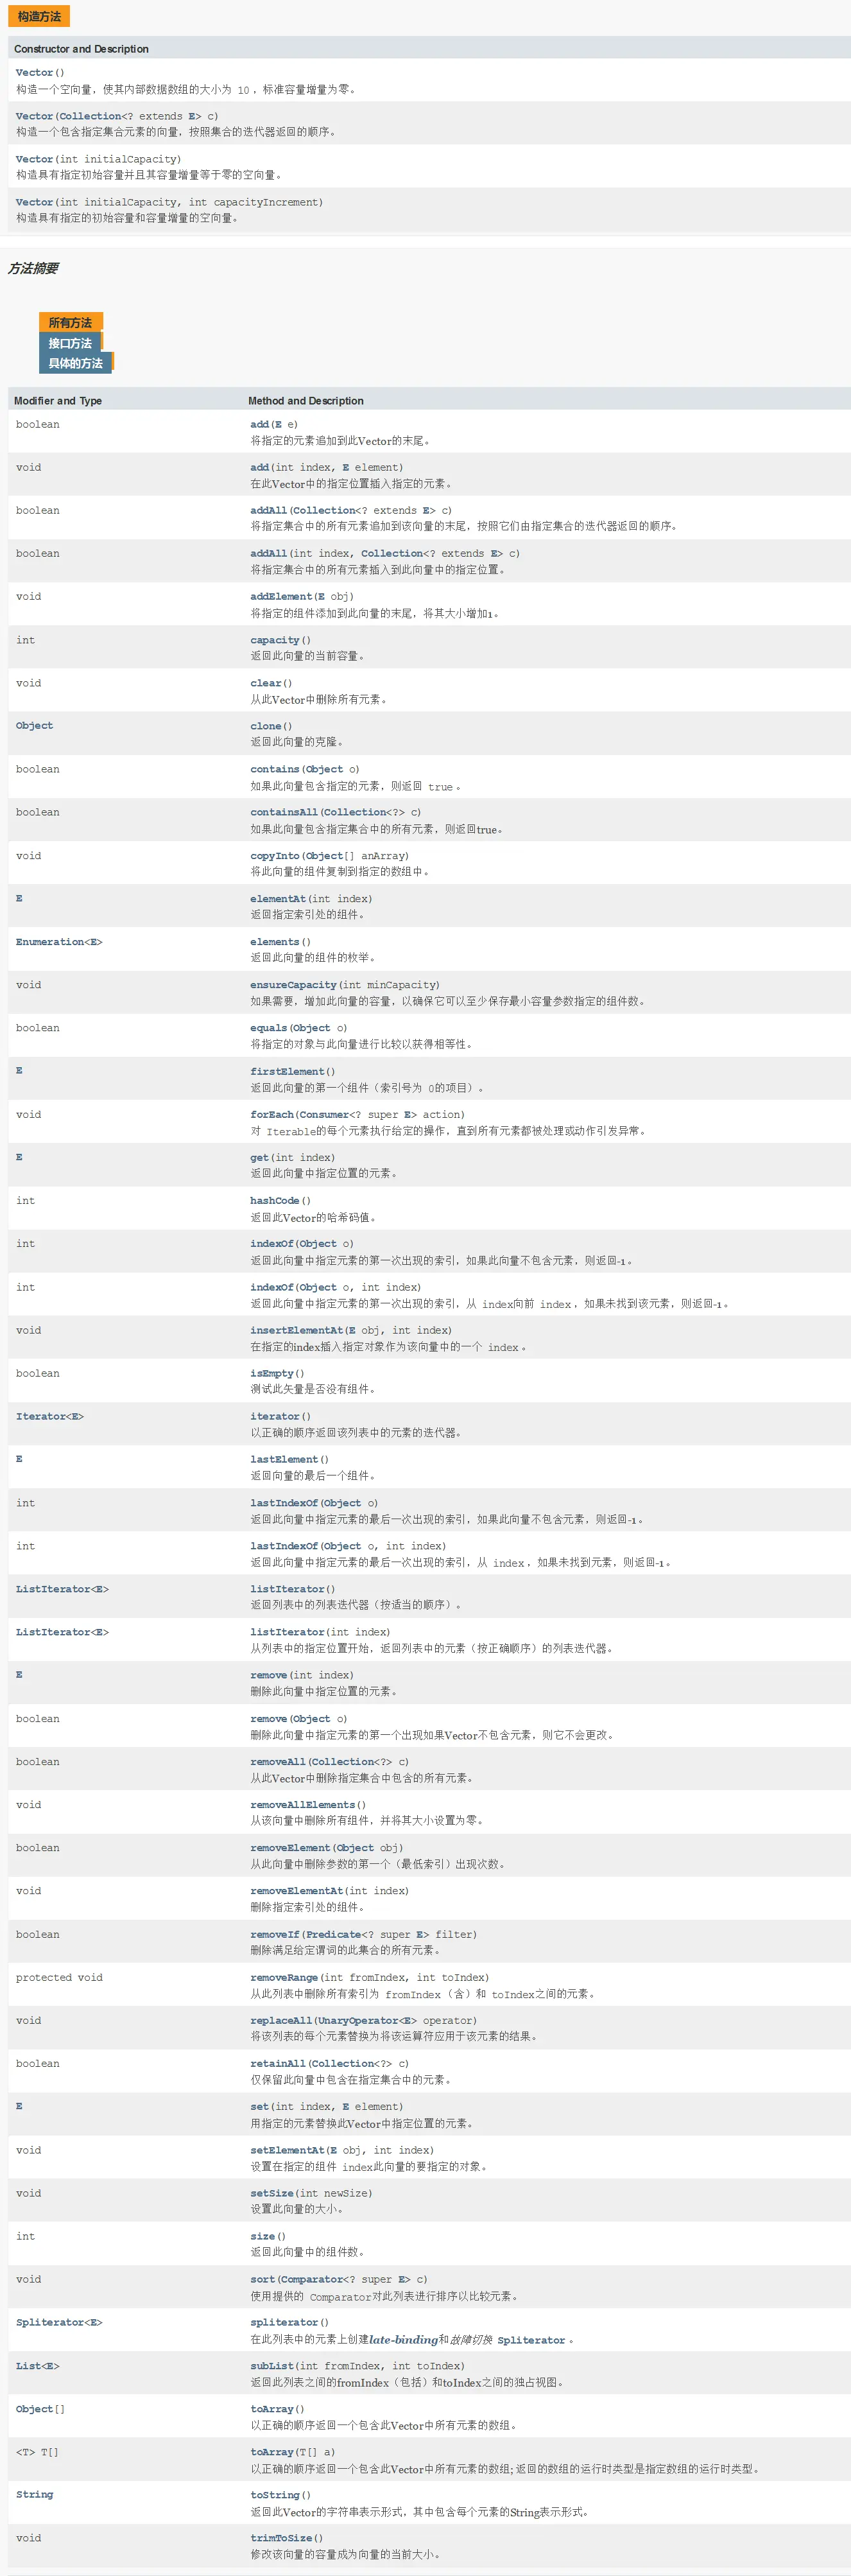 构造方法
Constructor and Description
Vector()
构造一个空向量，使其内部数据数组的大小为 10 ，标准容量增量为零。
Vector(Collection<? extends E> c)
构造一个包含指定集合元素的向量，按照集合的迭代器返回的顺序。
Vector(int initialCapacity)
构造具有指定初始容量并且其容量增量等于零的空向量。
Vector(int initialCapacity, int capacityIncrement)
构造具有指定的初始容量和容量增量的空向量。
方法摘要
所有方法
接口方法
具体的方法
Modifier and Type Method and Description
boolean add(E e)
将指定的元素追加到此Vector的末尾。
void add(int index, E element)
在此Vector中的指定位置插入指定的元素。
boolean addAll(Collection<? extends E> c)
将指定集合中的所有元素追加到该向量的末尾，按照它们由指定集合的迭代器返回的顺序。
boolean addAll(int index, Collection<? extends E> c)
将指定集合中的所有元素插入到此向量中的指定位置。
void addElement(E obj)
将指定的组件添加到此向量的末尾，将其大小增加1。
int capacity()
返回此向量的当前容量。
void clear()
从此Vector中删除所有元素。
Object clone()
返回此向量的克隆。
boolean contains(Object o)
如果此向量包含指定的元素，则返回 true 。
boolean containsAll(Collection<?> c)
如果此向量包含指定集合中的所有元素，则返回true。
void copyInto(Object[] anArray)
将此向量的组件复制到指定的数组中。
E elementAt(int index)
返回指定索引处的组件。
Enumeration<E> elements()
返回此向量的组件的枚举。
void ensureCapacity(int minCapacity)
如果需要，增加此向量的容量，以确保它可以至少保存最小容量参数指定的组件数。
boolean equals(Object o)
将指定的对象与此向量进行比较以获得相等性。
E firstElement()
返回此向量的第一个组件（索引号为 0的项目）。
void forEach(Consumer<? super E> action)
对 Iterable的每个元素执行给定的操作，直到所有元素都被处理或动作引发异常。
E get(int index)
返回此向量中指定位置的元素。
int hashCode()
返回此Vector的哈希码值。
int indexOf(Object o)
返回此向量中指定元素的第一次出现的索引，如果此向量不包含元素，则返回-1。
int indexOf(Object o, int index)
返回此向量中指定元素的第一次出现的索引，从 index向前 index ，如果未找到该元素，则返回-1。
void insertElementAt(E obj, int index)
在指定的index插入指定对象作为该向量中的一个 index 。
boolean isEmpty()
测试此矢量是否没有组件。
Iterator<E> iterator()
以正确的顺序返回该列表中的元素的迭代器。
E lastElement()
返回向量的最后一个组件。
int lastIndexOf(Object o)
返回此向量中指定元素的最后一次出现的索引，如果此向量不包含元素，则返回-1。
int lastIndexOf(Object o, int index)
返回此向量中指定元素的最后一次出现的索引，从 index ，如果未找到元素，则返回-1。
ListIterator<E> listIterator()
返回列表中的列表迭代器（按适当的顺序）。
ListIterator<E> listIterator(int index)
从列表中的指定位置开始，返回列表中的元素（按正确顺序）的列表迭代器。
E remove(int index)
删除此向量中指定位置的元素。
boolean remove(Object o)
删除此向量中指定元素的第一个出现如果Vector不包含元素，则它不会更改。
boolean removeAll(Collection<?> c)
从此Vector中删除指定集合中包含的所有元素。
void removeAllElements()
从该向量中删除所有组件，并将其大小设置为零。
boolean removeElement(Object obj)
从此向量中删除参数的第一个（最低索引）出现次数。
void removeElementAt(int index)
删除指定索引处的组件。
boolean removeIf(Predicate<? super E> filter)
删除满足给定谓词的此集合的所有元素。
protected void removeRange(int fromIndex, int toIndex)
从此列表中删除所有索引为 fromIndex （含）和 toIndex之间的元素。
void replaceAll(UnaryOperator<E> operator)
将该列表的每个元素替换为将该运算符应用于该元素的结果。
boolean retainAll(Collection<?> c)
仅保留此向量中包含在指定集合中的元素。
E set(int index, E element)
用指定的元素替换此Vector中指定位置的元素。
void setElementAt(E obj, int index)
设置在指定的组件 index此向量的要指定的对象。
void setSize(int newSize)
设置此向量的大小。
int size()
返回此向量中的组件数。
void sort(Comparator<? super E> c)
使用提供的 Comparator对此列表进行排序以比较元素。
Spliterator<E> spliterator()
在此列表中的元素上创建late-binding和故障切换 Spliterator 。
List<E> subList(int fromIndex, int toIndex)
返回此列表之间的fromIndex（包括）和toIndex之间的独占视图。
Object[] toArray()
以正确的顺序返回一个包含此Vector中所有元素的数组。
<T> T[] toArray(T[] a)
以正确的顺序返回一个包含此Vector中所有元素的数组; 返回的数组的运行时类型是指定数组的运行时类型。
String toString()
返回此Vector的字符串表示形式，其中包含每个元素的String表示形式。
void trimToSize()
修改该向量的容量成为向量的当前大小。